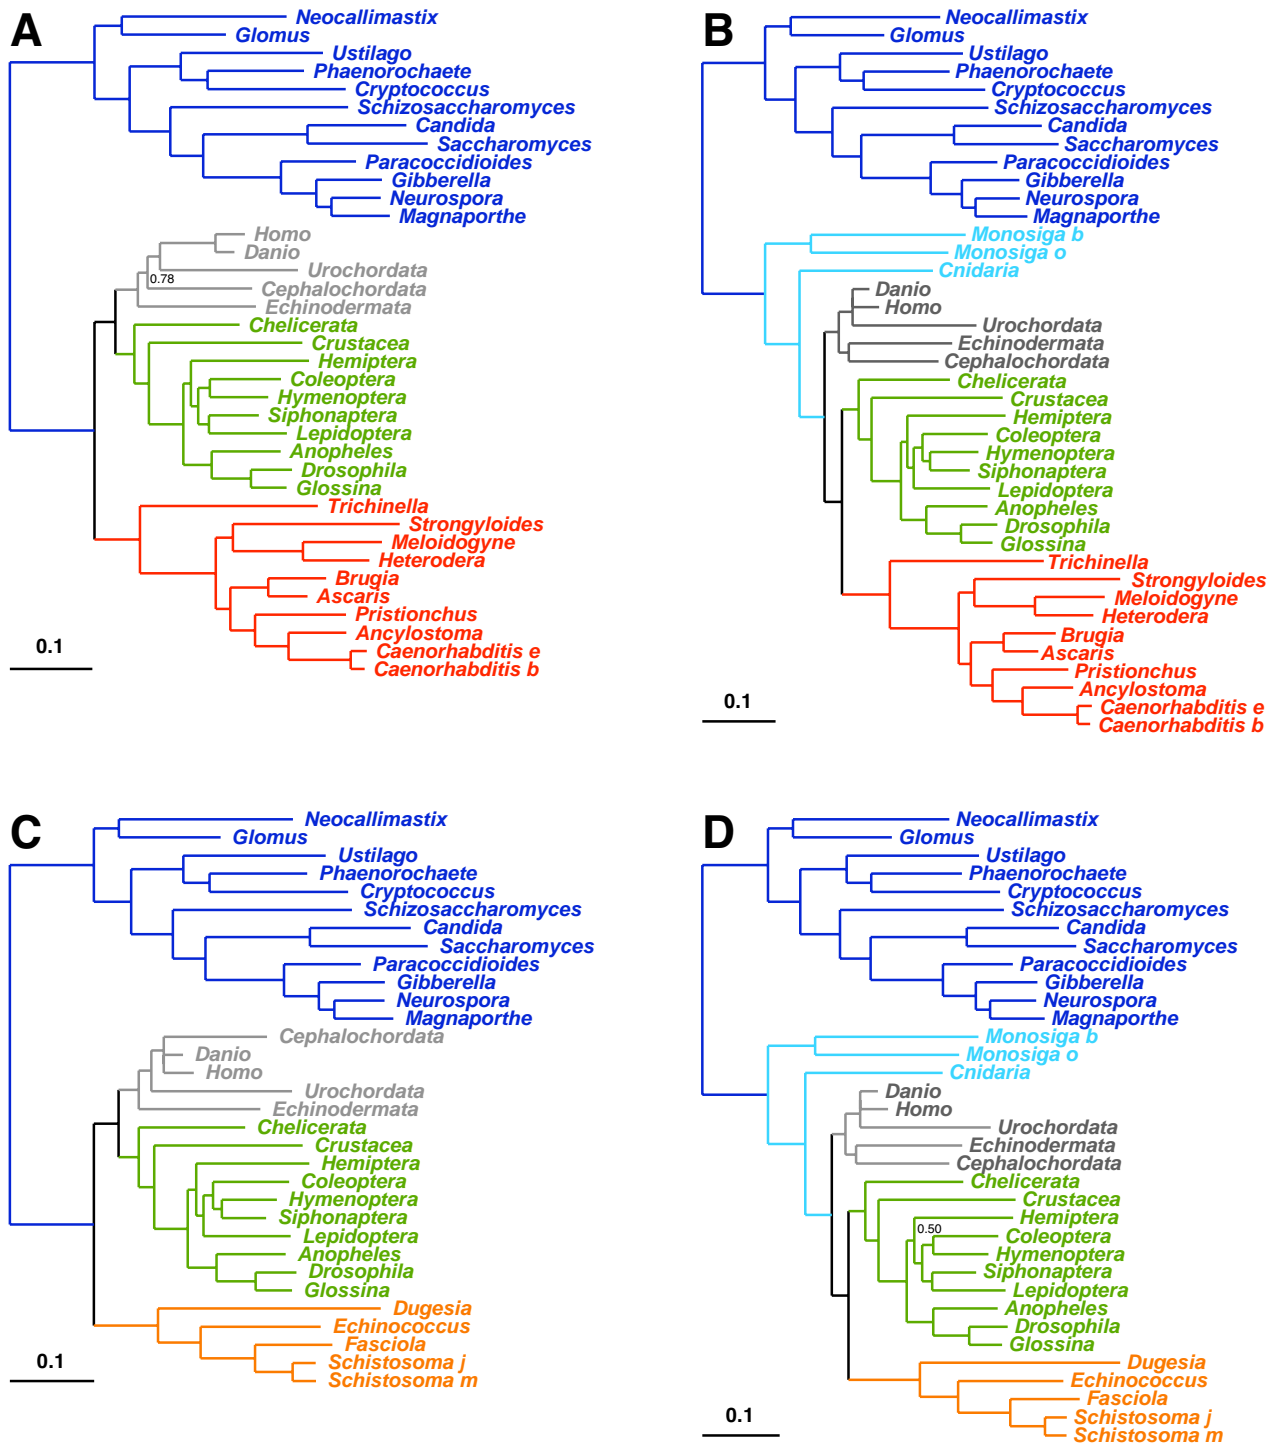 A
Neocallimastix
Glomus
Ustilago
Phaenorochaete
Cryptococcus
Schizosaccharomyces
Candida
Saccharomyces
Paracoccidioides
Gibberella
Neurospora
Magnaporthe
Homo
Danio
Urochordata
0.78
Cephalochordata
Echinodermata
Chelicerata
Crustacea
Hemiptera
Coleoptera
Hymenoptera
Siphonaptera
Lepidoptera
Anopheles
Drosophila
Glossina
Trichinella
Strongyloides
Meloidogyne
Heterodera
Brugia
Ascaris
Pristionchus
Ancylostoma
Caenorhabditis e
Caenorhabditis b
0.1
B
Neocallimastix
Glomus
Ustilago
Phaenorochaete
Cryptococcus
Schizosaccharomyces
Candida
Saccharomyces
Paracoccidioides
Gibberella
Neurospora
Magnaporthe
Monosiga b
Monosiga o
Cnidaria
Danio
Homo
Urochordata
Echinodermata
Cephalochordata
Chelicerata
Crustacea
Hemiptera
Coleoptera
Hymenoptera
Siphonaptera
Lepidoptera
Anopheles
Drosophila
Glossina
Trichinella
Strongyloides
Meloidogyne
Heterodera
Brugia
Ascaris
Pristionchus
Ancylostoma
Caenorhabditis e
Caenorhabditis b
0.1
C
Neocallimastix
Glomus
Ustilago
Phaenorochaete
Cryptococcus
Schizosaccharomyces
Candida
Saccharomyces
Paracoccidioides
Gibberella
Neurospora
Magnaporthe
Cephalochordata
Danio
Homo
Urochordata
Echinodermata
Chelicerata
Crustacea
Hemiptera
Coleoptera
Hymenoptera
Siphonaptera
Lepidoptera
Anopheles
Drosophila
Glossina
Dugesia
Echinococcus
Fasciola
Schistosoma j
Schistosoma m
0.1
D
Neocallimastix
Glomus
Ustilago
Phaenorochaete
Cryptococcus
Schizosaccharomyces
Candida
Saccharomyces
Paracoccidioides
Gibberella
Neurospora
Magnaporthe
Monosiga b
Monosiga o
Cnidaria
Danio
Homo
Urochordata
Echinodermata
Cephalochordata
Chelicerata
Crustacea
Hemiptera
0.50
Coleoptera
Hymenoptera
Siphonaptera
Lepidoptera
Anopheles
Drosophila
Glossina
Dugesia
Echinococcus
Fasciola
Schistosoma j
Schistosoma m
0.1